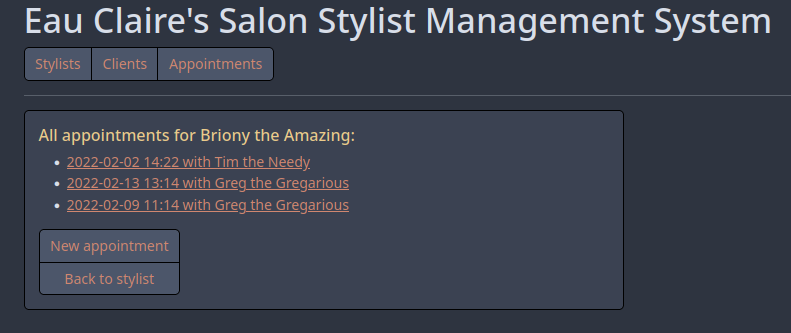 Eau Claire's Salon Stylist Management System
Stylists Clients Appointments
All appointments for Briony the Amazing:
2022-02-02 14:22 with Tim the Needy
2022-02-13 13:14 with Greg the Gregarious
2022-02-09 11:14 with Greg the Gregarious
New appointment
Back to stylist